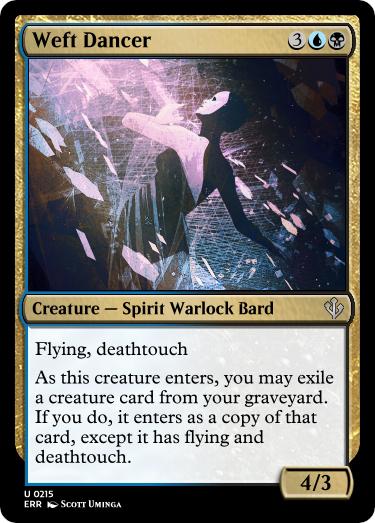 Weft Dancer 3
Creature — Spirit Warlock Bard
Flying, deathtouch
As this creature enters, you may exile
a creature card from your graveyard.
If you do, it enters as a copy of that
card, except it has flying and
deathtouch.
4/3
U 0215
ERR Scott Uminga